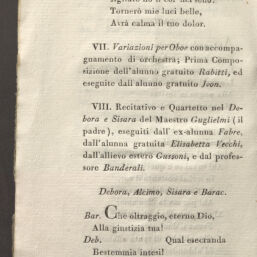 Tornerò mie luci belle,
Avrà calma il tuo dolor.
VII. Variazioni per Oboe con accompa-
gnamento di orchestra; Prima Compo-
sizione dell'alunno gratuito Rabitti, ed
eseguite dall'alunno gratuito Jvon.
VIII. Recitativo e Quartetto nel De-
bora e Sisara del Maestro Guglielmi (il
padre), eseguiti dall'ex-alunna Fabre,
dall'alunna gratuita Elisabetta Vecchi,
dall'allievo estero Gussoni, e dal profes-
sore Banderali.
Debora, Alcimo, Sisara e Barac.
Bar. Che oltraggio, eterno Dio,
Alla giustizia tua!
Deb. Qual esecranda
Bestemmia intesi!